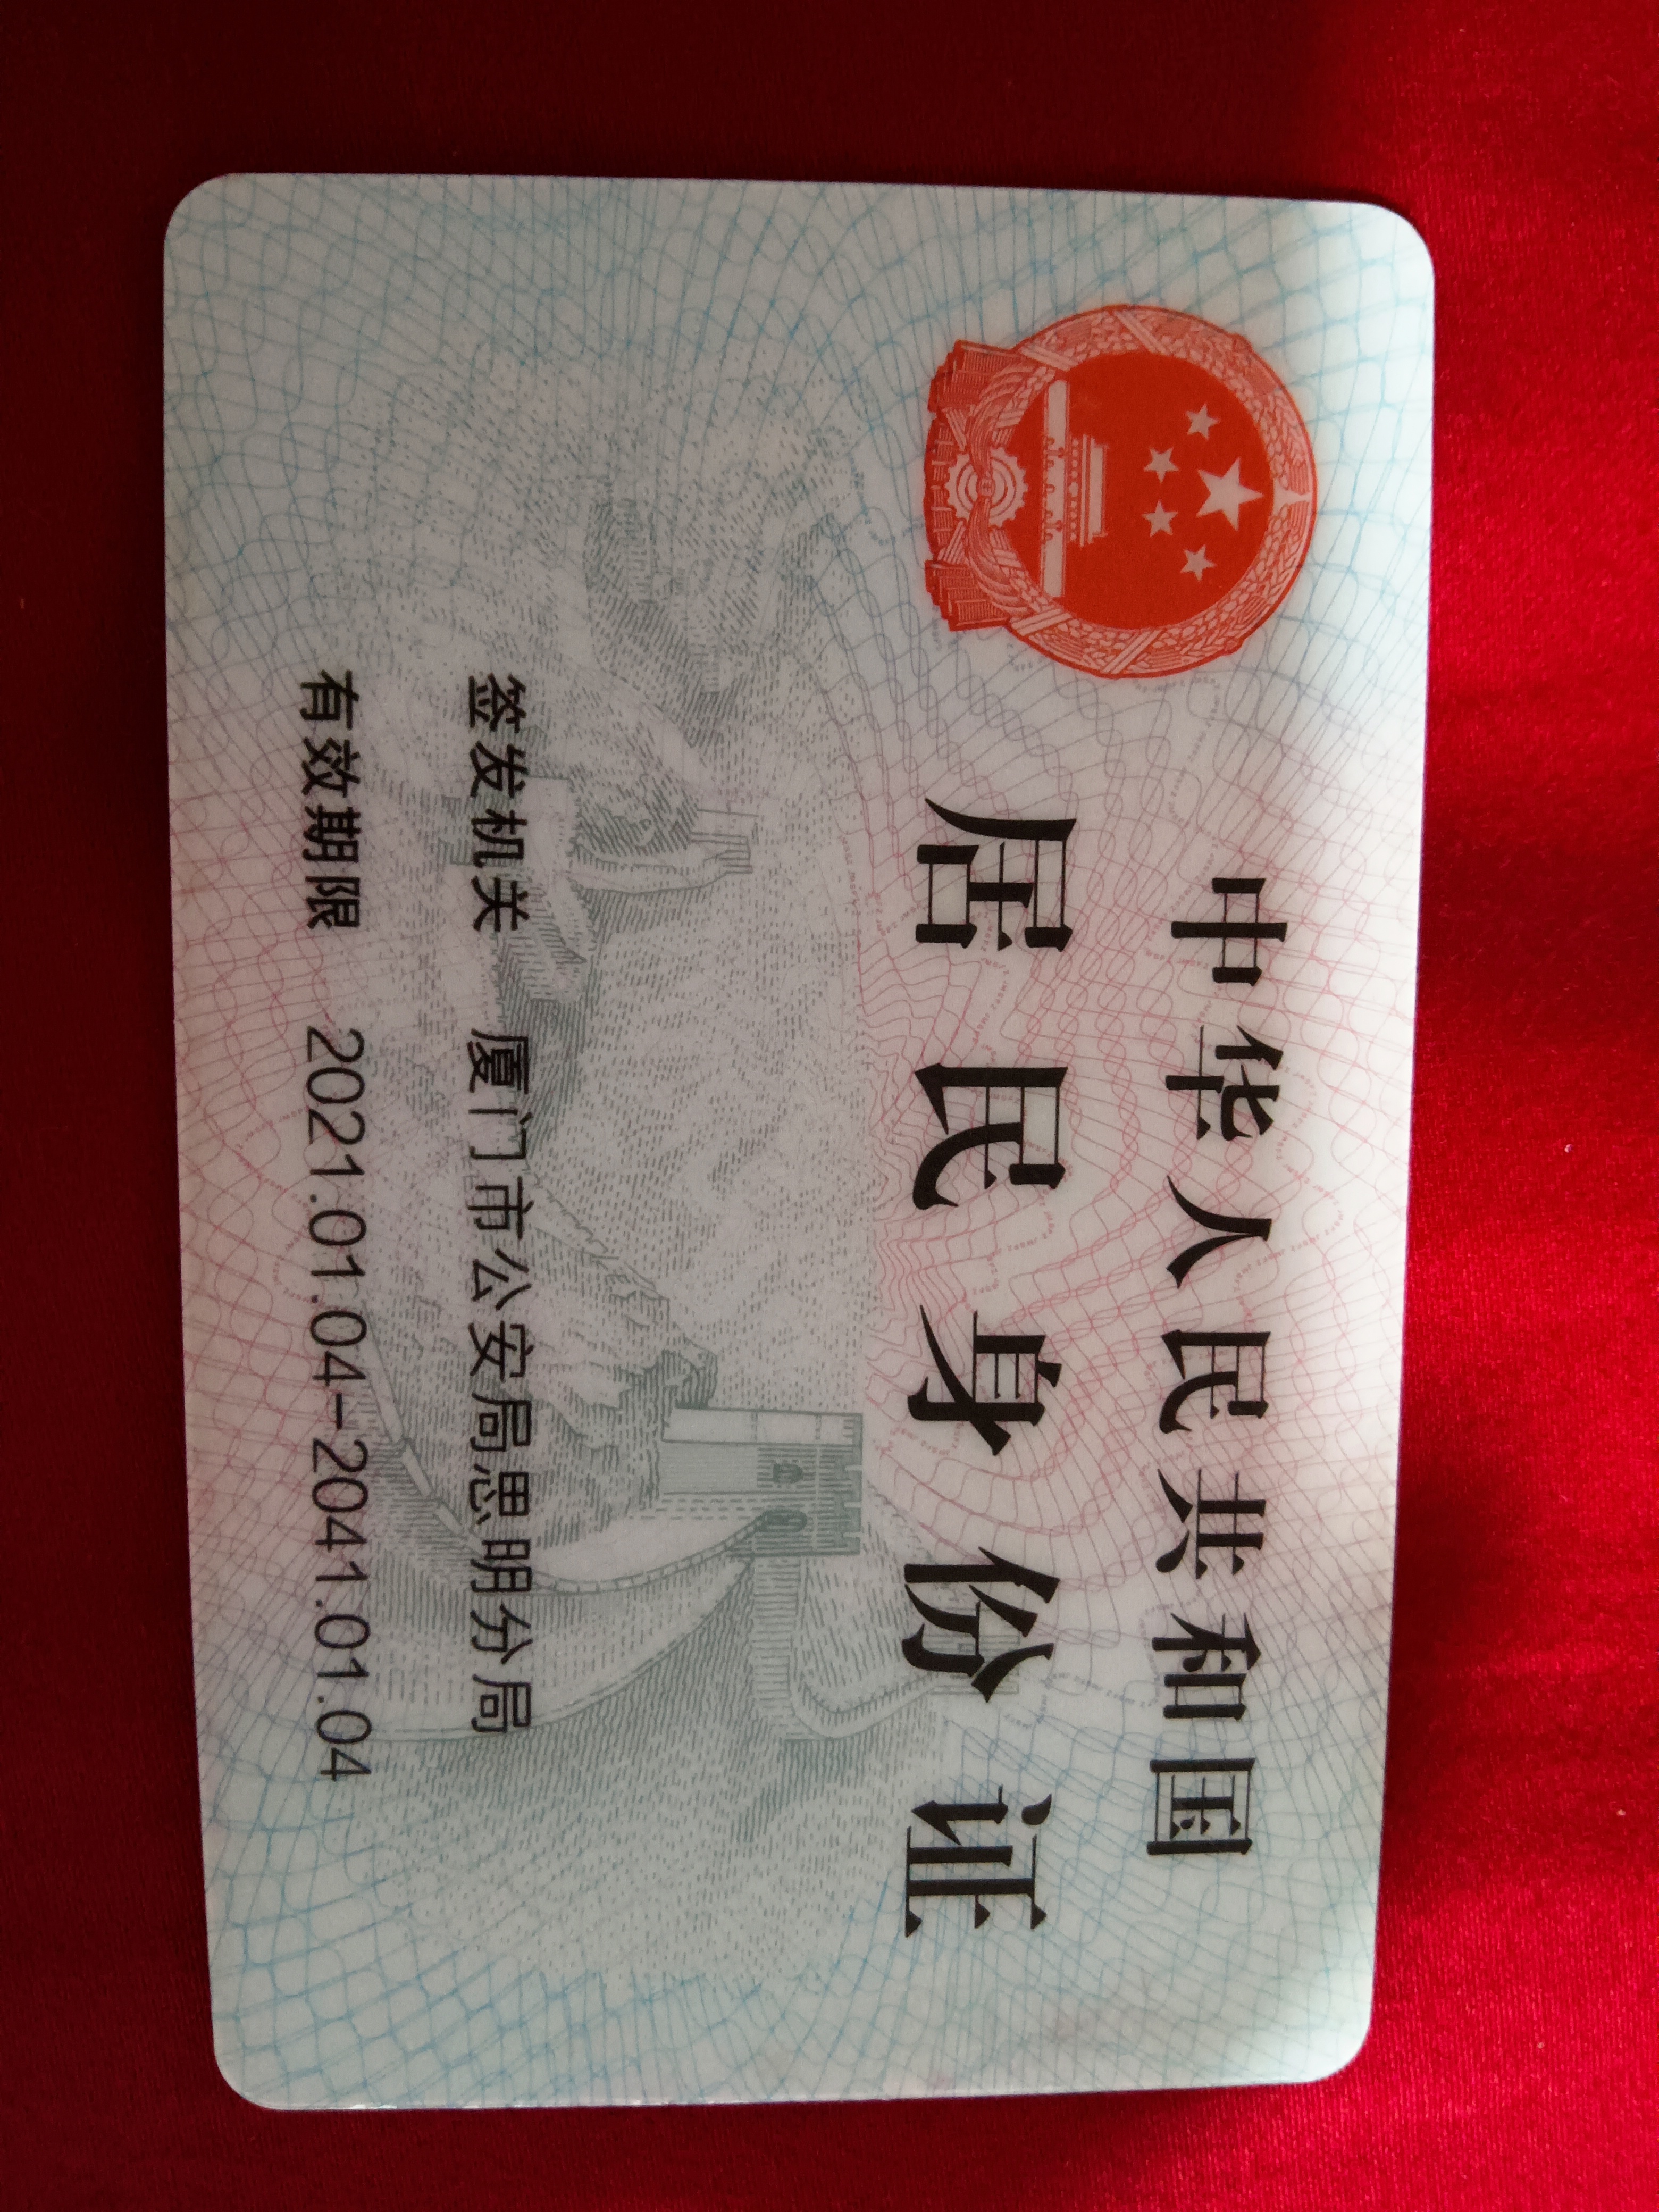 中华人民共和国
居民身份证
签发机关 厦门市公安局思明分局
有效期限 2021.01.04-2041.01.04